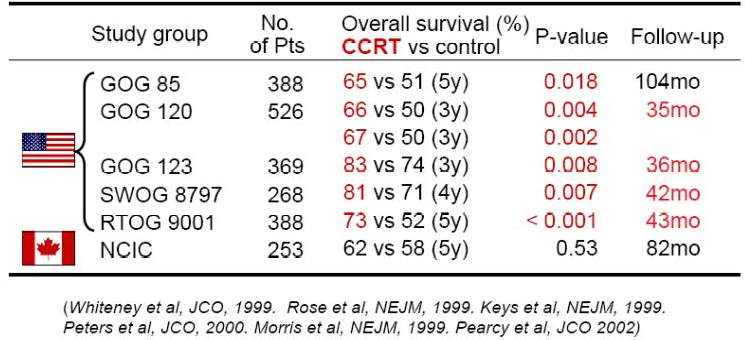 Study group No. of Pts Overall survival (%) CCRT vs control P-value Follow-up
GOG 85 388 65 vs 51 (5y) 0.018 104mo
GOG 120 526 66 vs 50 (3y) 0.004 35mo
67 vs 50 (3y) 0.002
GOG 123 369 83 vs 74 (3y) 0.008 36mo
SWOG 8797 268 81 vs 71 (4y) 0.007 42mo
RTOG 9001 388 73 vs 52 (5y) < 0.001 43mo
NCIC 253 62 vs 58 (5y) 0.53 82mo
(Whiteney et al, JCO, 1999. Rose et al, NEJM, 1999. Keys et al, NEJM, 1999.
Peters et al, JCO, 2000. Morris et al, NEJM, 1999. Pearcy et al, JCO 2002)